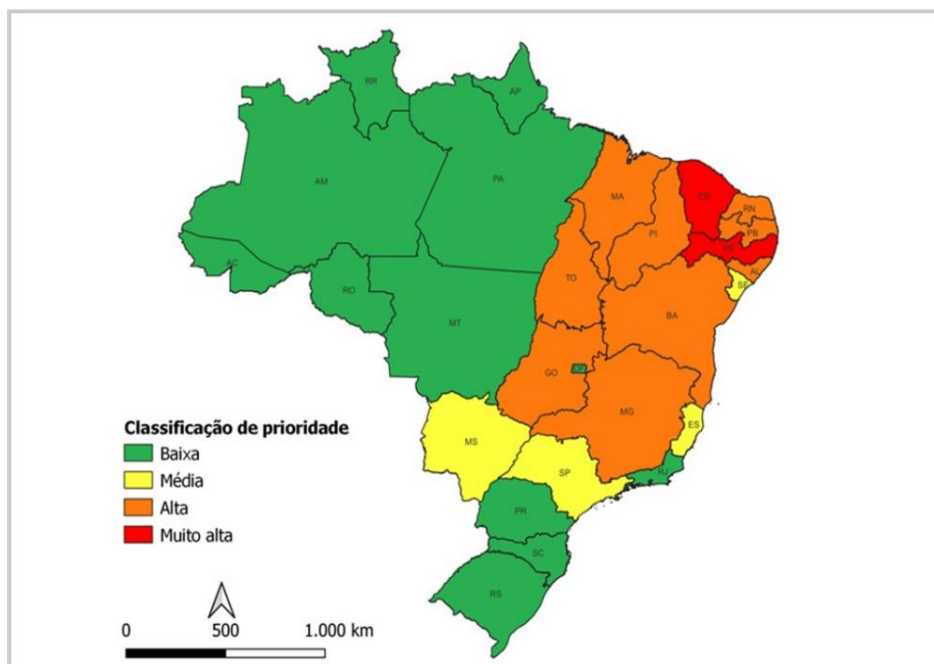 RR
AP
AM
PA
MA
CE
RN
PI
PB
PE
AC
TO
AL
SE
RO
BA
MT
GO
DF
MG
ES
MS
SP
RJ
PR
SC
RS
Classificação de prioridade
Baixa
Média
Alta
Muito alta
0 500 1.000 km